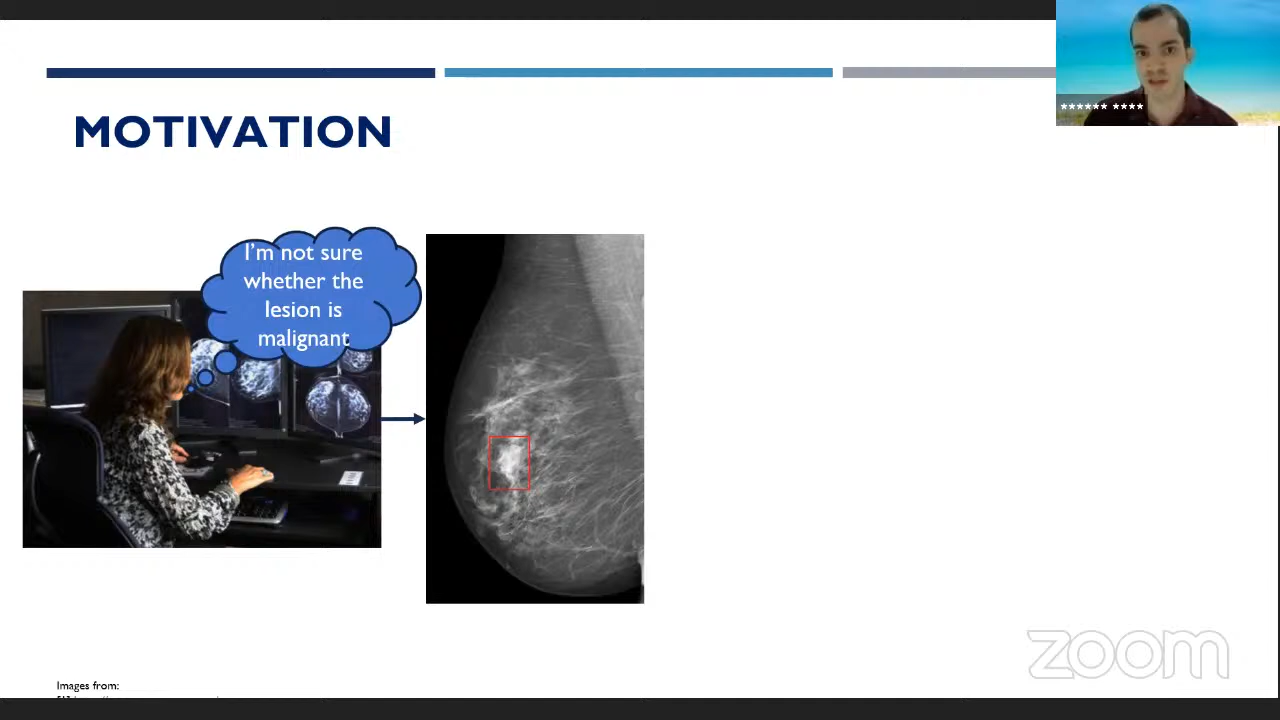 ****** ****
MOTIVATION
I'm not sure
whether the
lesion is
malignant
zoom
Images from: